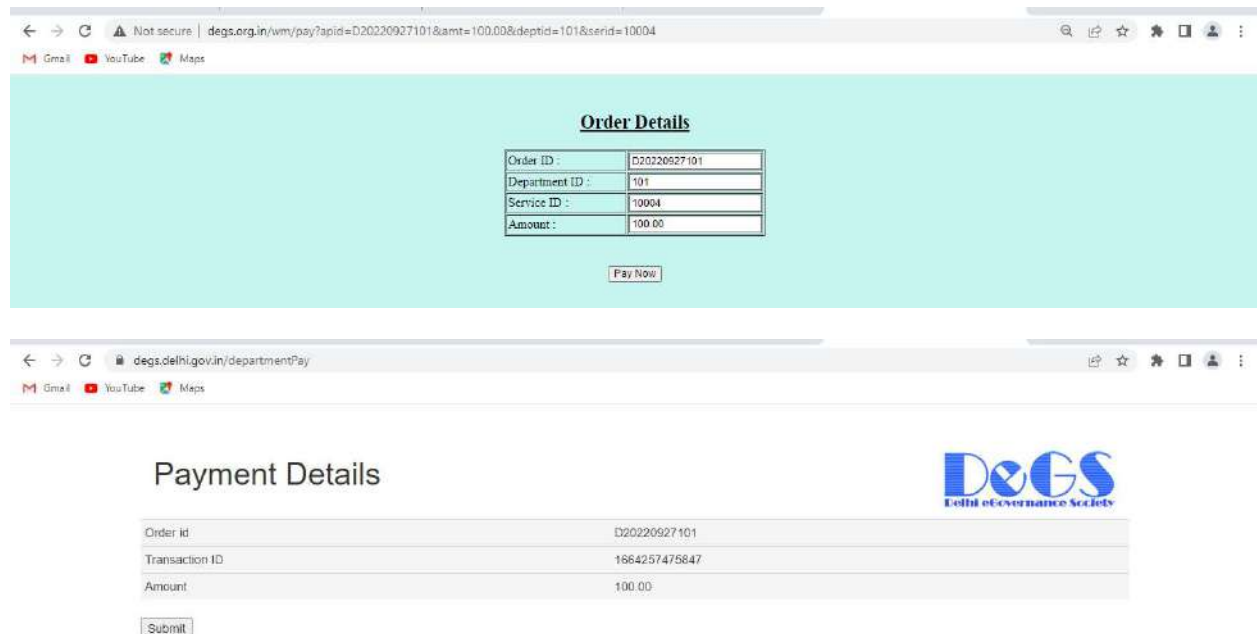 Not secure | degs.org.in/wm/pay?apid=D20220927101&amt=100.00&deptid=101&serid=10004
Gmail YouTube Maps
Order Details
Order ID : D20220927101
Department ID : 101
Service ID : 10004
Amount : 100.00
Pay Now
degs.delhi.gov.in/departmentPay
Gmail YouTube Maps
Payment Details
DeGS
Delhi eGovernance Society
Order id D20220927101
Transaction ID 1664257475847
Amount 100.00
Submit